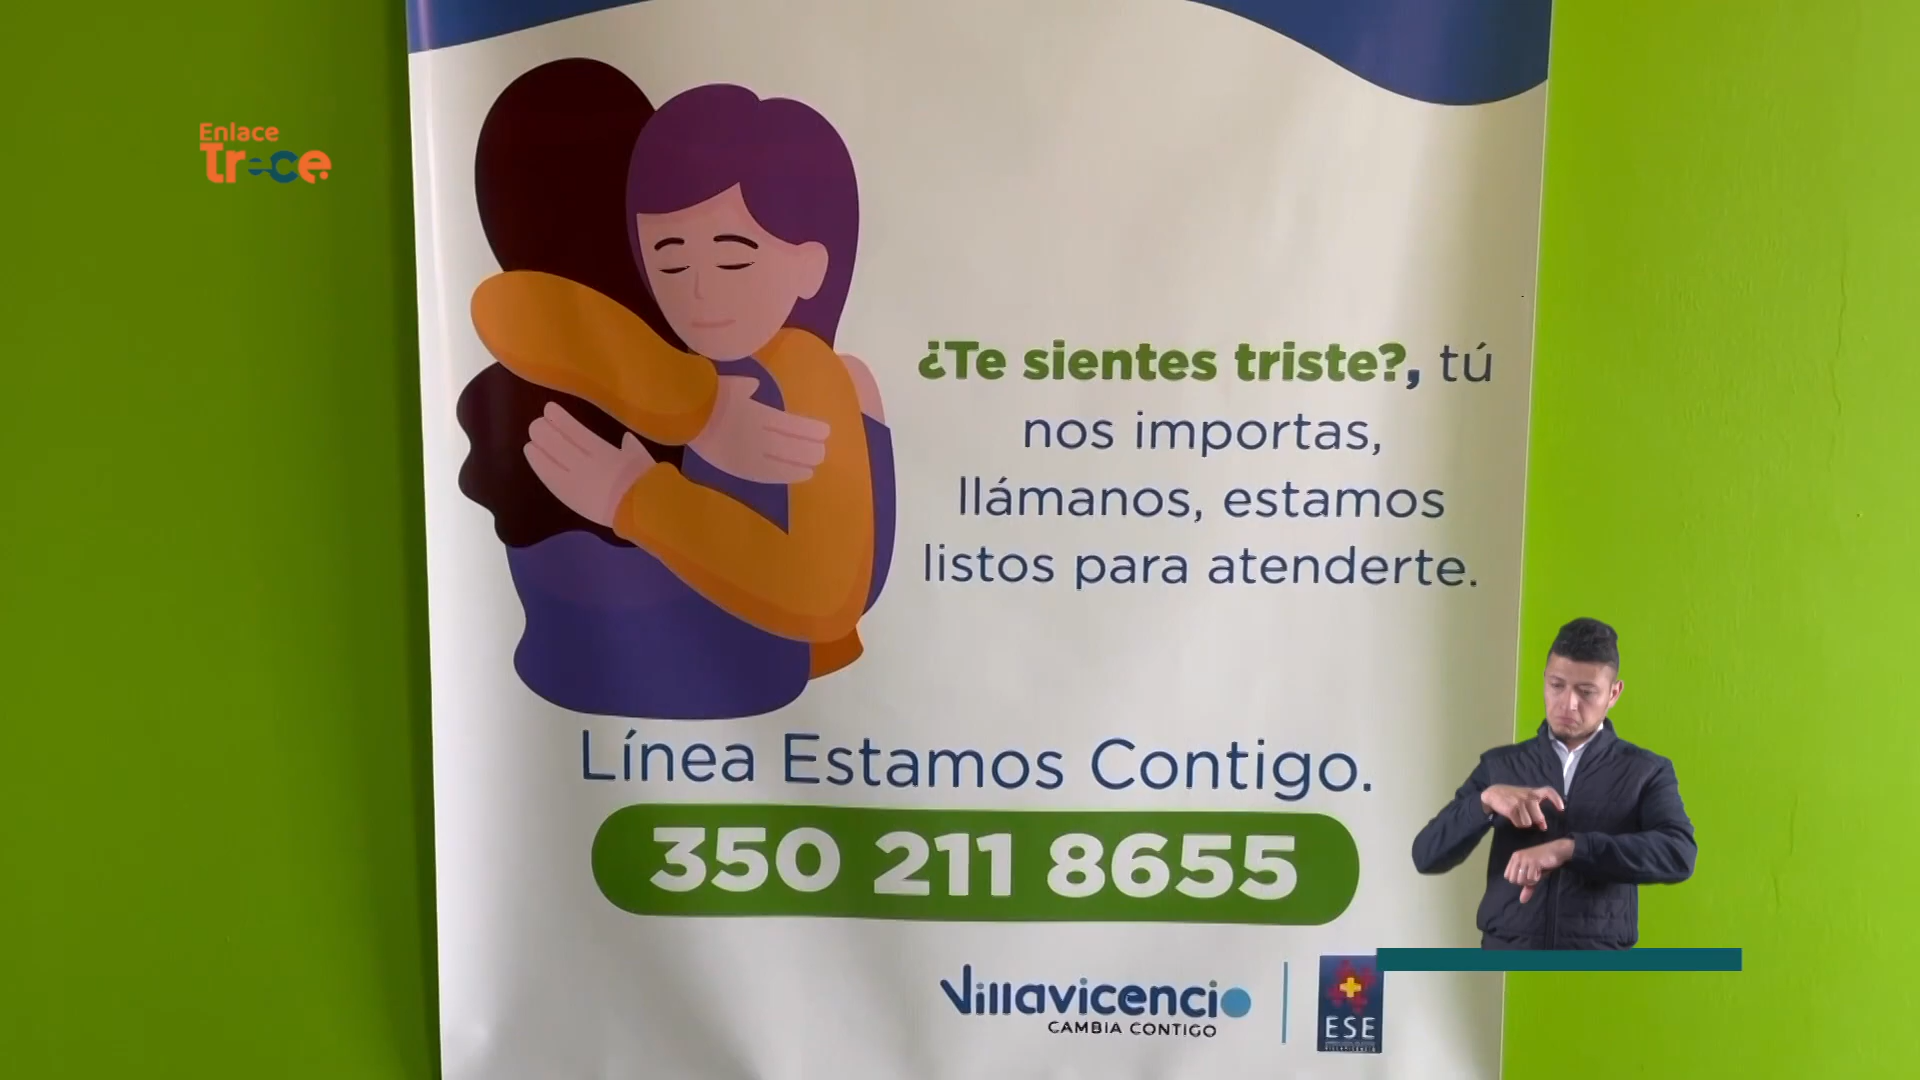 Enlace
Trece
¿Te sientes triste?, tú
nos importas,
llámanos, estamos
listos para atenderte.
Línea Estamos Contigo.
350 211 8655
Villavicencio
CAMBIA CONTIGO
ESE